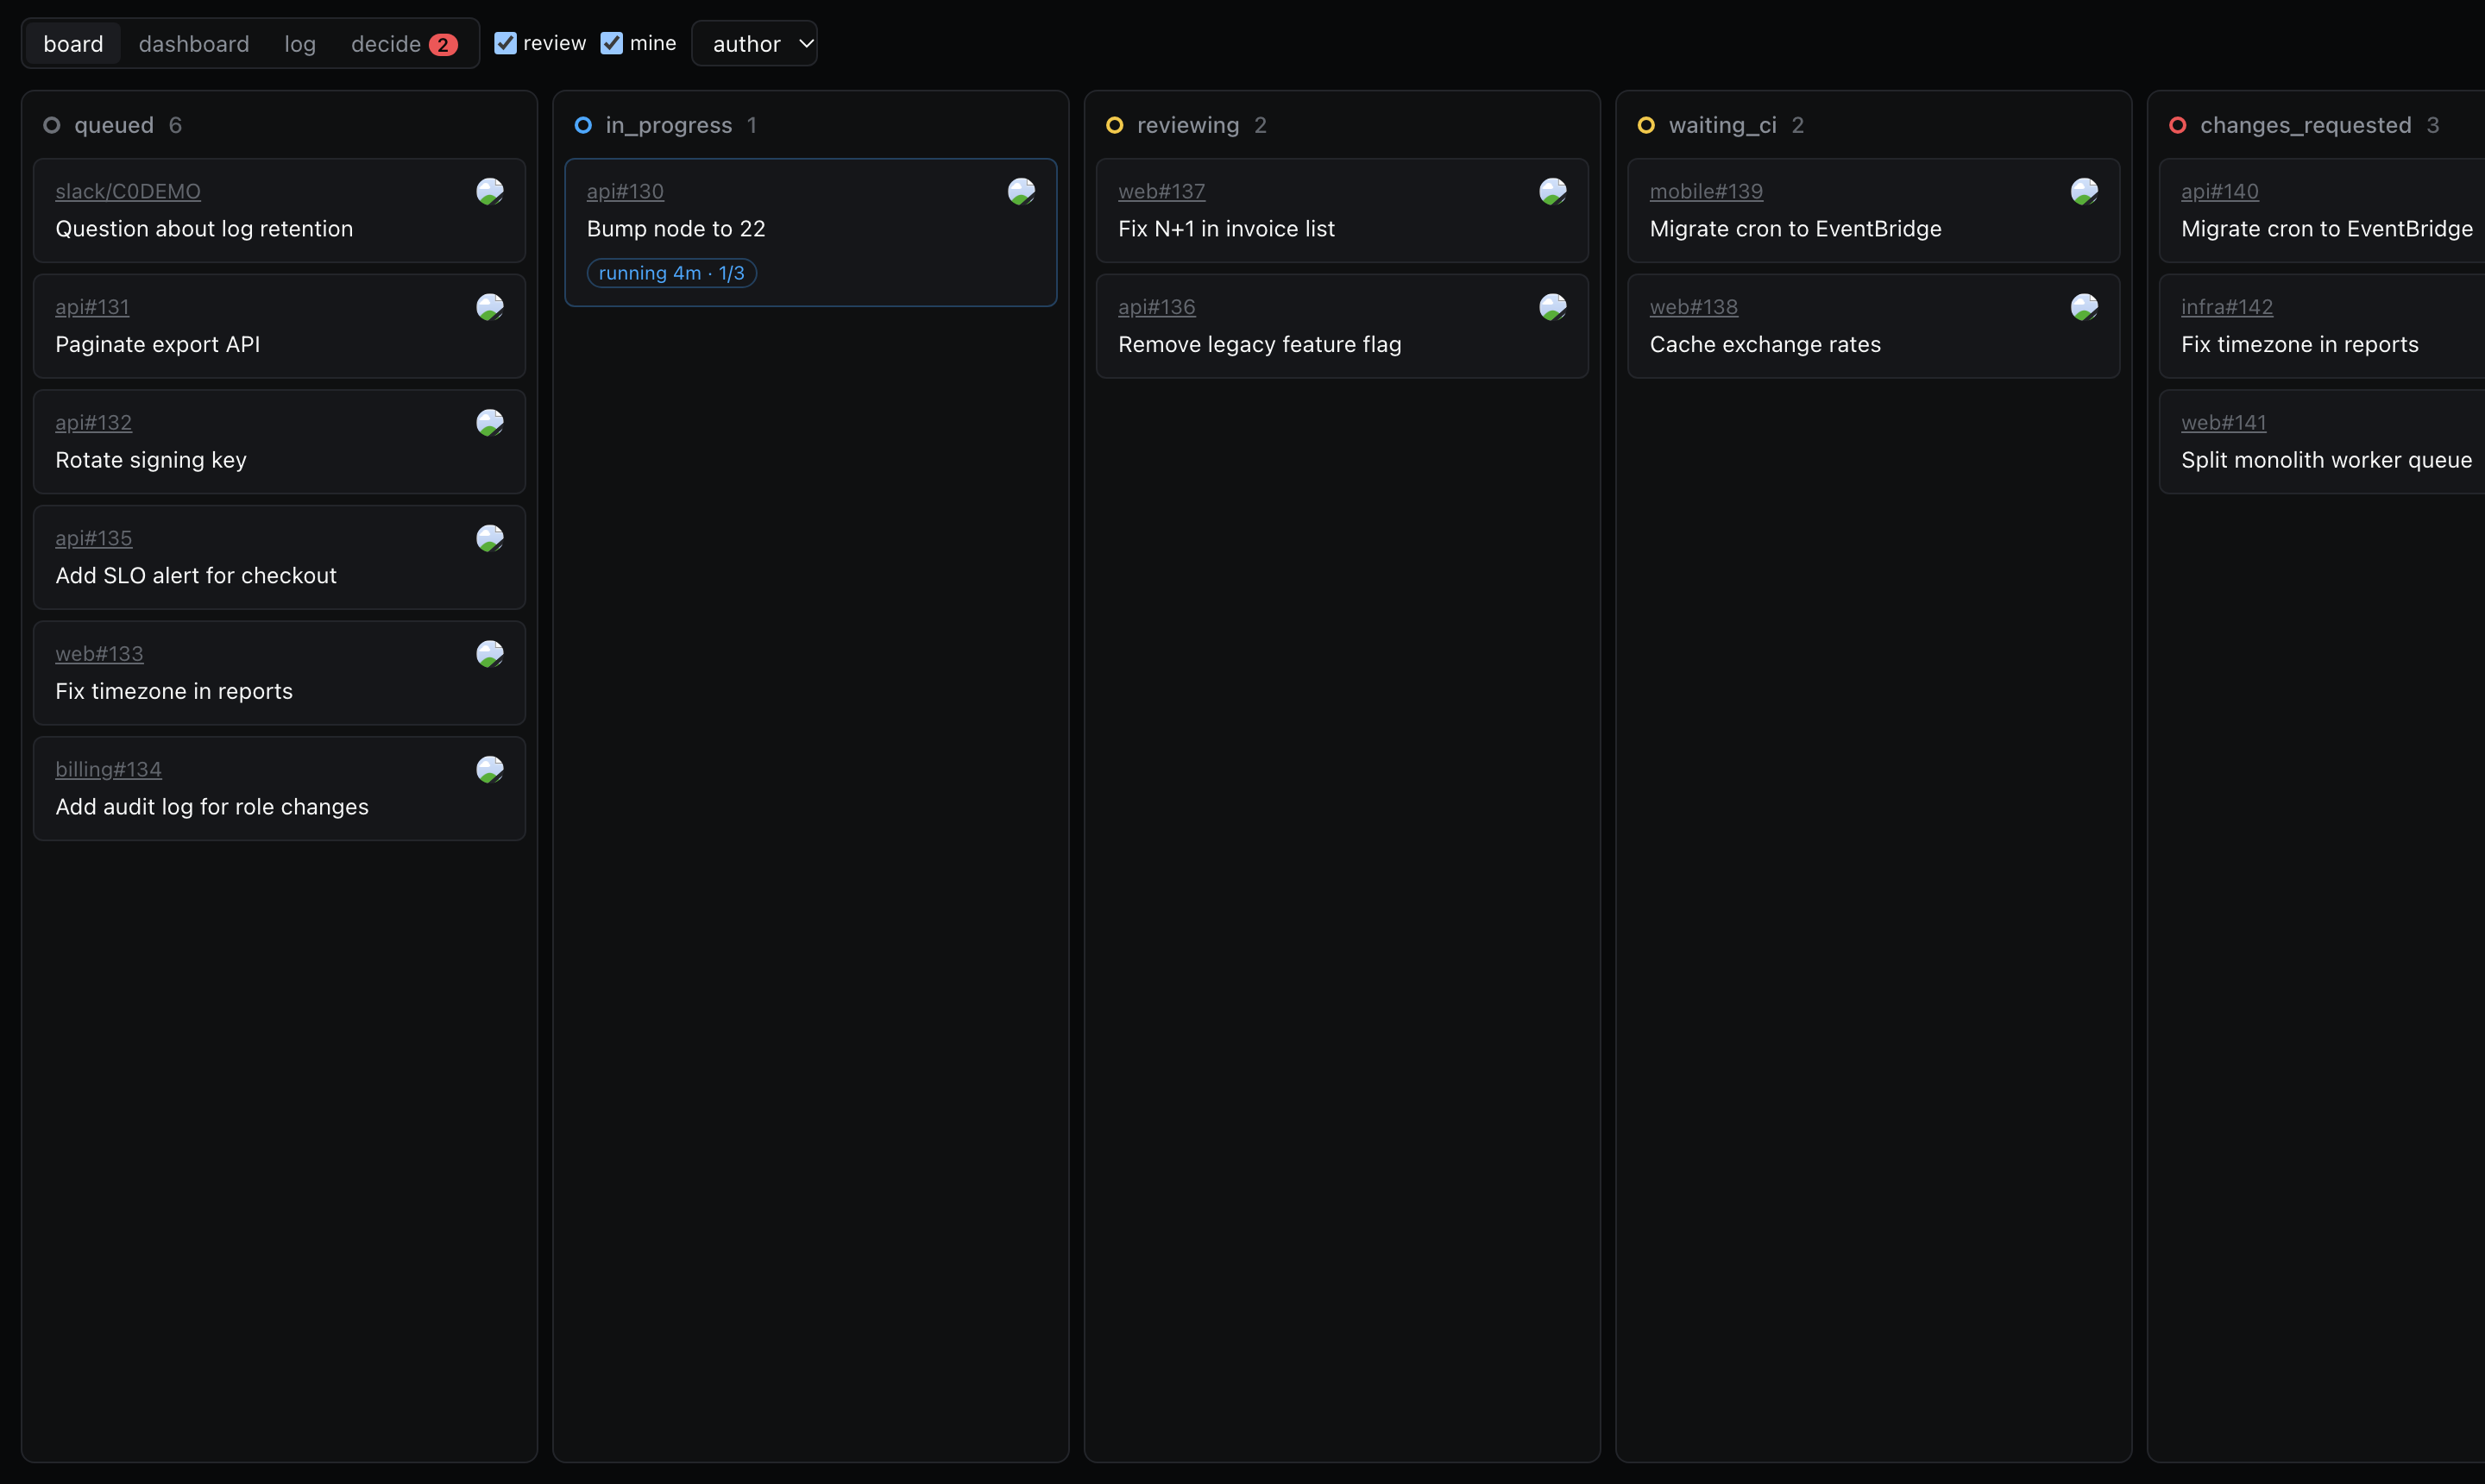 board dashboard log decide 2 review mine author
queued 6
slack/C0DEMO
Question about log retention
api#131
Paginate export API
api#132
Rotate signing key
api#135
Add SLO alert for checkout
web#133
Fix timezone in reports
billing#134
Add audit log for role changes
in_progress 1
api#130
Bump node to 22
running 4m · 1/3
reviewing 2
web#137
Fix N+1 in invoice list
api#136
Remove legacy feature flag
waiting_ci 2
mobile#139
Migrate cron to EventBridge
web#138
Cache exchange rates
changes_requested 3
api#140
Migrate cron to EventBridge
infra#142
Fix timezone in reports
web#141
Split monolith worker queue